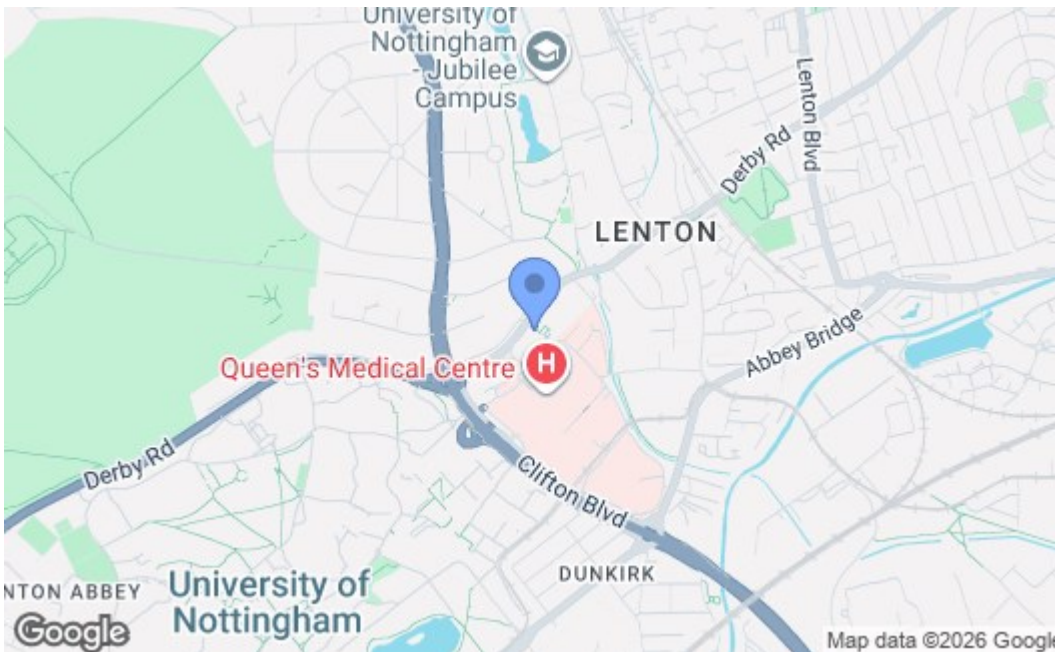 University of
Nottingham
- Jubilee
Campus
Lenton Blvd
Derby Rd
LENTON
Abbey Bridge
Queen's Medical Centre
H
Derby Rd
Clifton Blvd
DUNKIRK
NTON ABBEY
University of
Nottingham
Google
Map data ©2026 Google